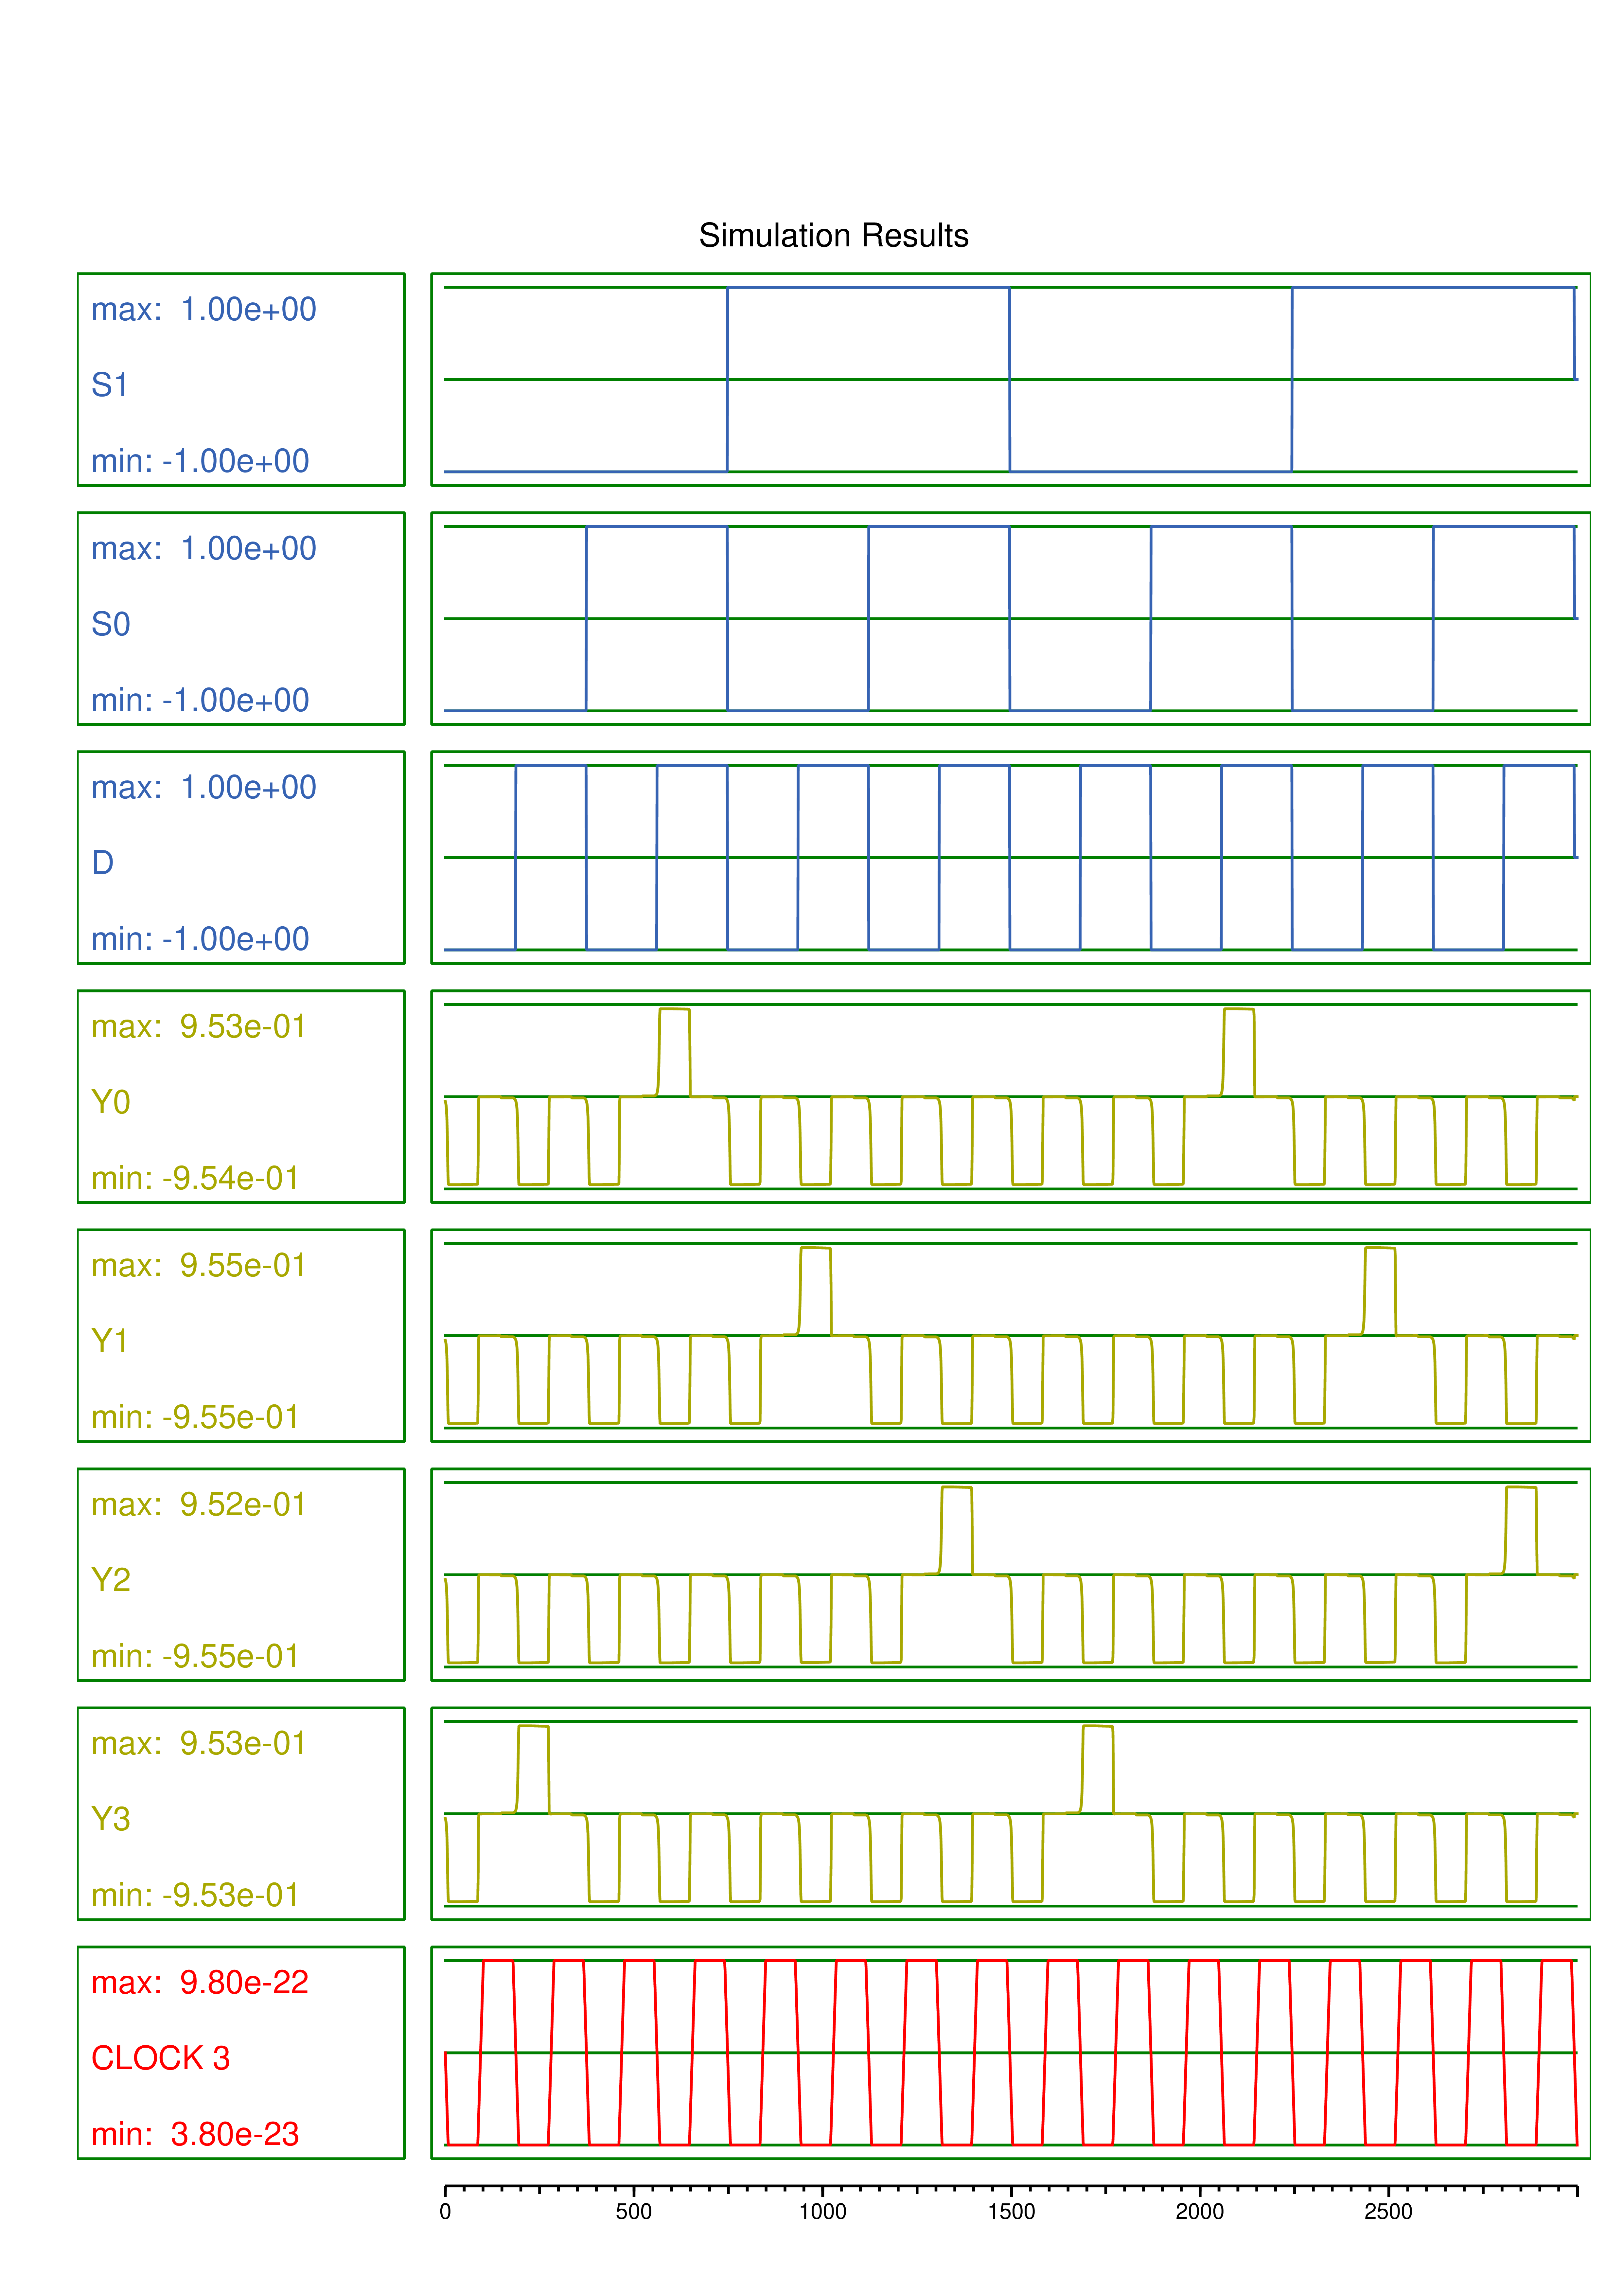 Simulation Results
max: 1.00e+00
S1
min: -1.00e+00
max: 1.00e+00
S0
min: -1.00e+00
max: 1.00e+00
D
min: -1.00e+00
max: 9.53e-01
Y0
min: -9.54e-01
max: 9.55e-01
Y1
min: -9.55e-01
max: 9.52e-01
Y2
min: -9.55e-01
max: 9.53e-01
Y3
min: -9.53e-01
max: 9.80e-22
CLOCK 3
min: 3.80e-23
0 500 1000 1500 2000 2500